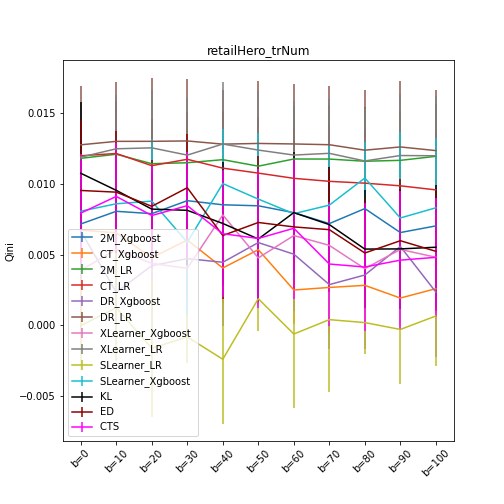 retailHero_trNum
Qini
0.015
0.010
0.005
0.000
−0.005
2M_Xgboost
CT_Xgboost
2M_LR
CT_LR
DR_Xgboost
DR_LR
XLearner_Xgboost
XLearner_LR
SLearner_LR
SLearner_Xgboost
KL
ED
CTS
b=0
b=10
b=20
b=30
b=40
b=50
b=60
b=70
b=80
b=90
b=100